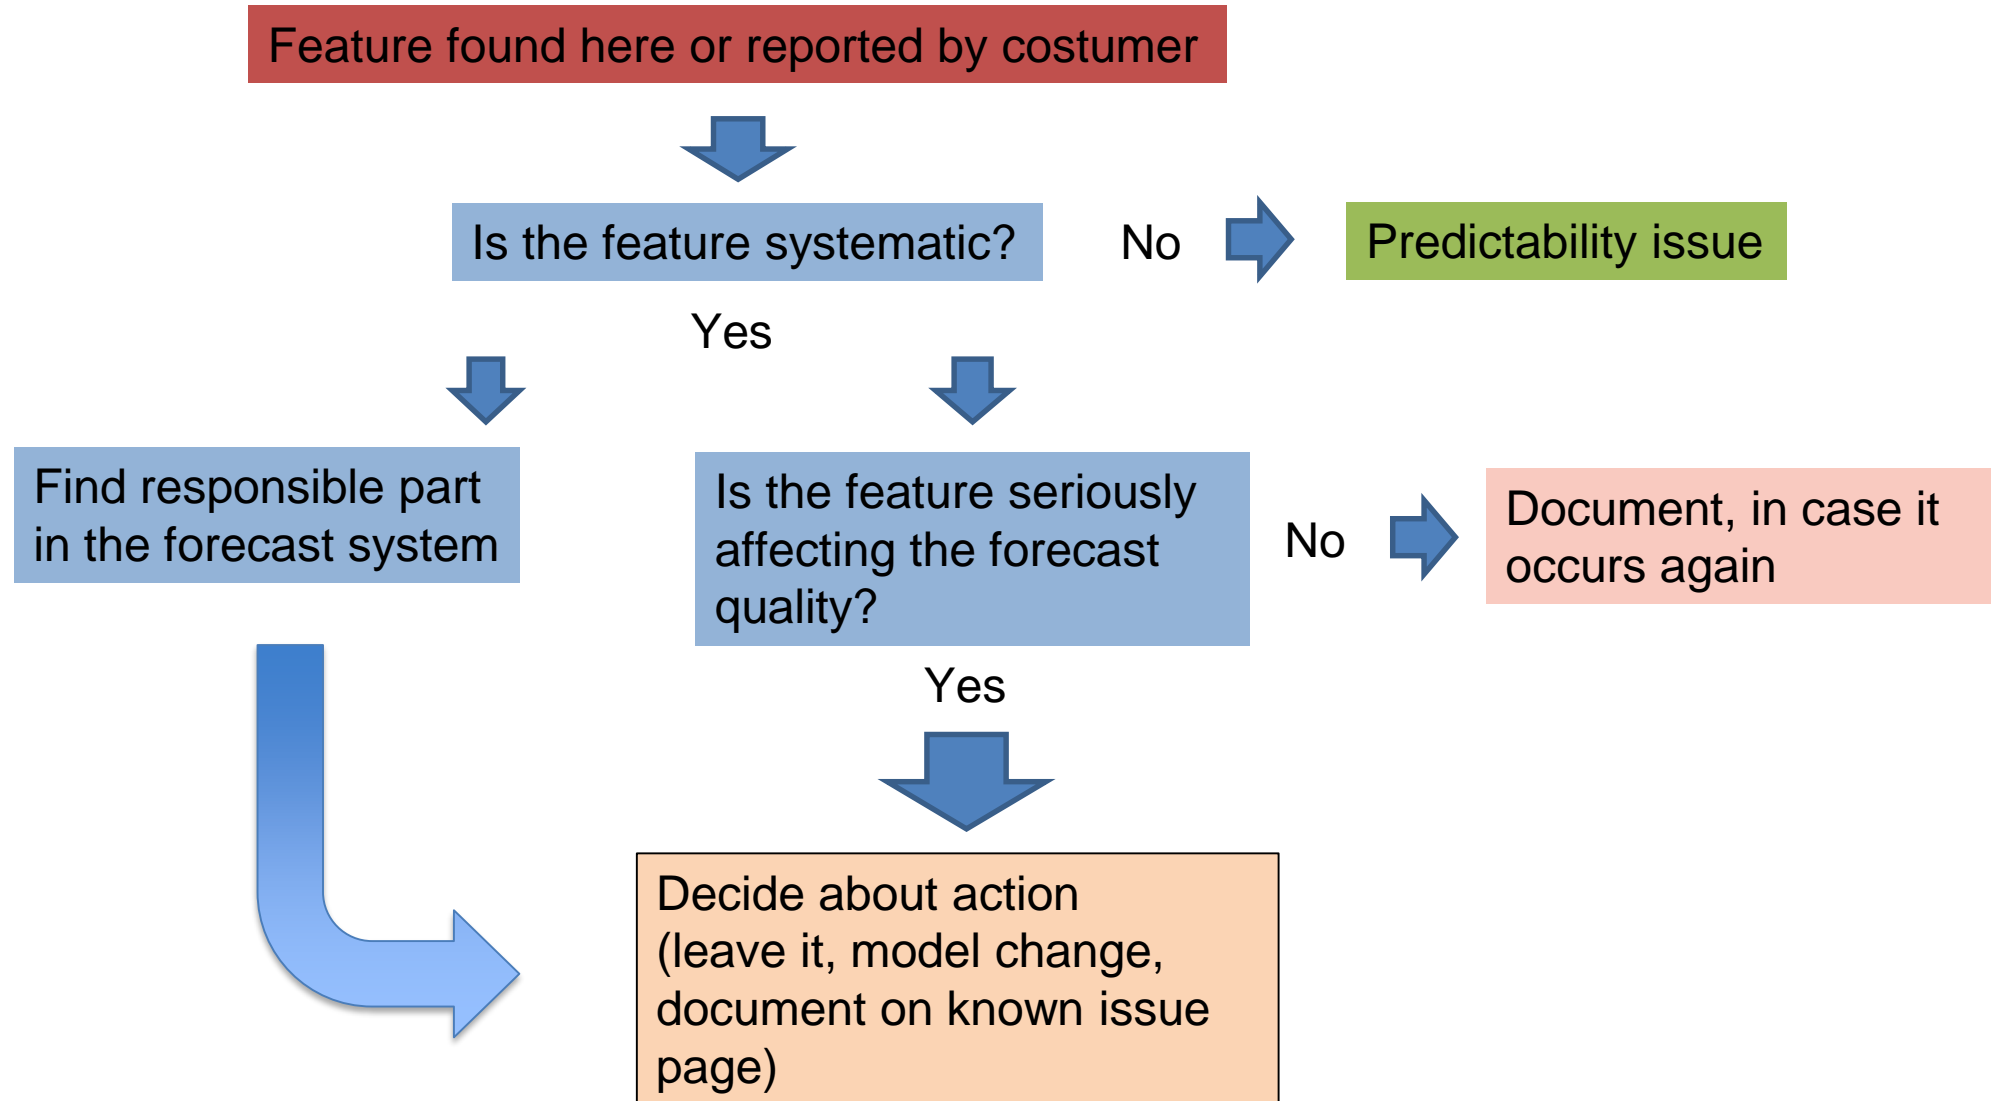 Feature found here or reported by costumer
Is the feature systematic?
No
Predictability issue
Yes
Find responsible part
in the forecast system
Is the feature seriously
affecting the forecast
quality?
No
Document, in case it
occurs again
Yes
Decide about action
(leave it, model change,
document on known issue
page)